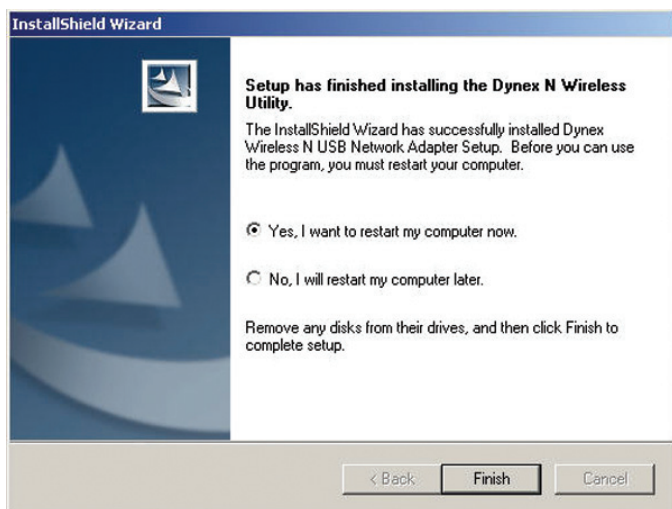 InstallShield Wizard
Setup has finished installing the Dynex N Wireless
Utility.
The InstallShield Wizard has successfully installed Dynex
Wireless N USB Network Adapter Setup. Before you can use
the program, you must restart your computer.
Yes, I want to restart my computer now.
No, I will restart my computer later.
Remove any disks from their drives, and then click Finish to
complete setup.
< Back Finish Cancel